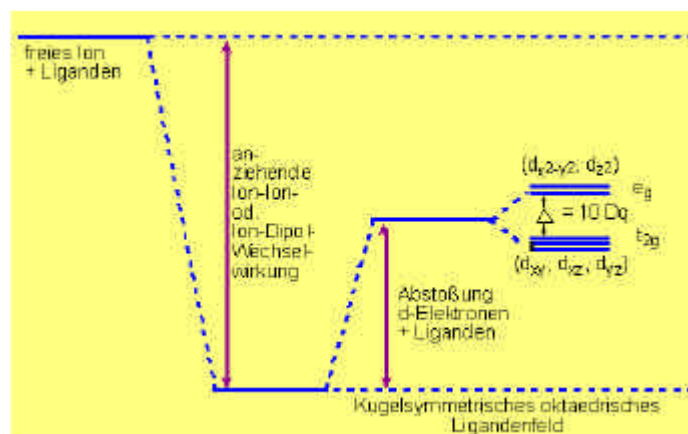 freies Ion
+ Liganden
an-
ziehende
Ion-Ion-
od.
Ion-Dipol-
Wechsel-
wirkung
(dx2-y2, dz2)
eg
Δ = 10 Dq
t2g
(dxy, dxz, dyz)
Abstoßung
d-Elektronen
+ Liganden
Kugelsymmetrisches oktaedrisches
Ligandenfeld